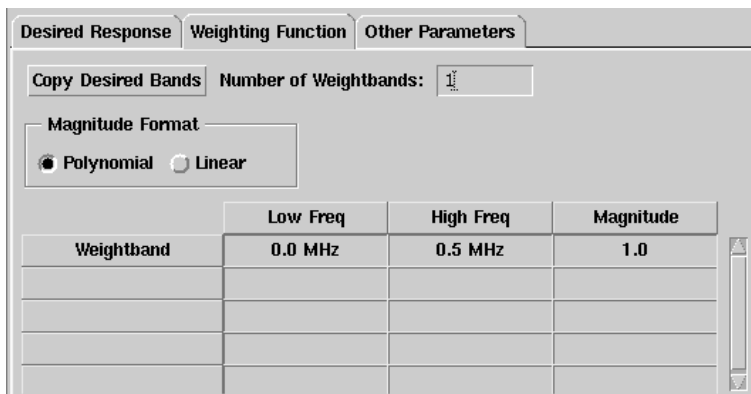 Desired Response Weighting Function Other Parameters
Copy Desired Bands Number of Weightbands: 1
Magnitude Format
Polynomial Linear
Low Freq High Freq Magnitude
Weightband 0.0 MHz 0.5 MHz 1.0